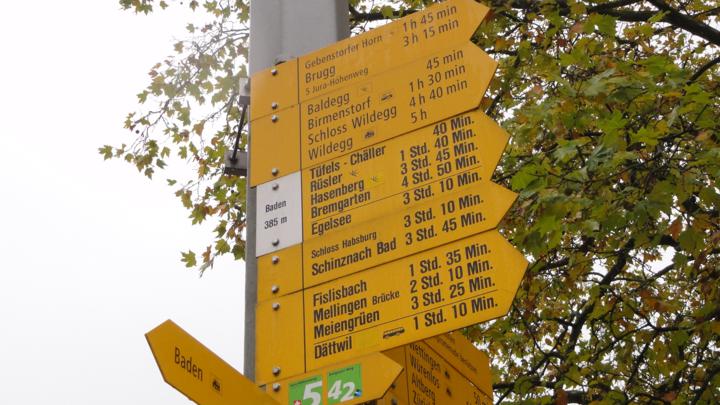 Gebenstorfer Horn 1 h 45 min
Brugg 3 h 15 min
5 Jura-Höhenweg
Baldegg 45 min
Birmenstorf 1 h 30 min
Schloss Wildegg 4 h 40 min
Wildegg 5 h
Tüfels - Chäller 40 Min.
Rüsler 1 Std. 40 Min.
Hasenberg 3 Std. 45 Min.
Bremgarten 4 Std. 50 Min.
Egelsee 3 Std. 10 Min.
Baden
385 m
Schloss Habsburg 3 Std. 10 Min.
Schinznach Bad 3 Std. 45 Min.
Fislisbach 1 Std. 35 Min.
Mellingen Brücke 2 Std. 10 Min.
Meiengrüen 3 Std. 25 Min.
Dättwil 1 Std. 10 Min.
Baden
5 42
Wettingen
Würenlos
Altberg